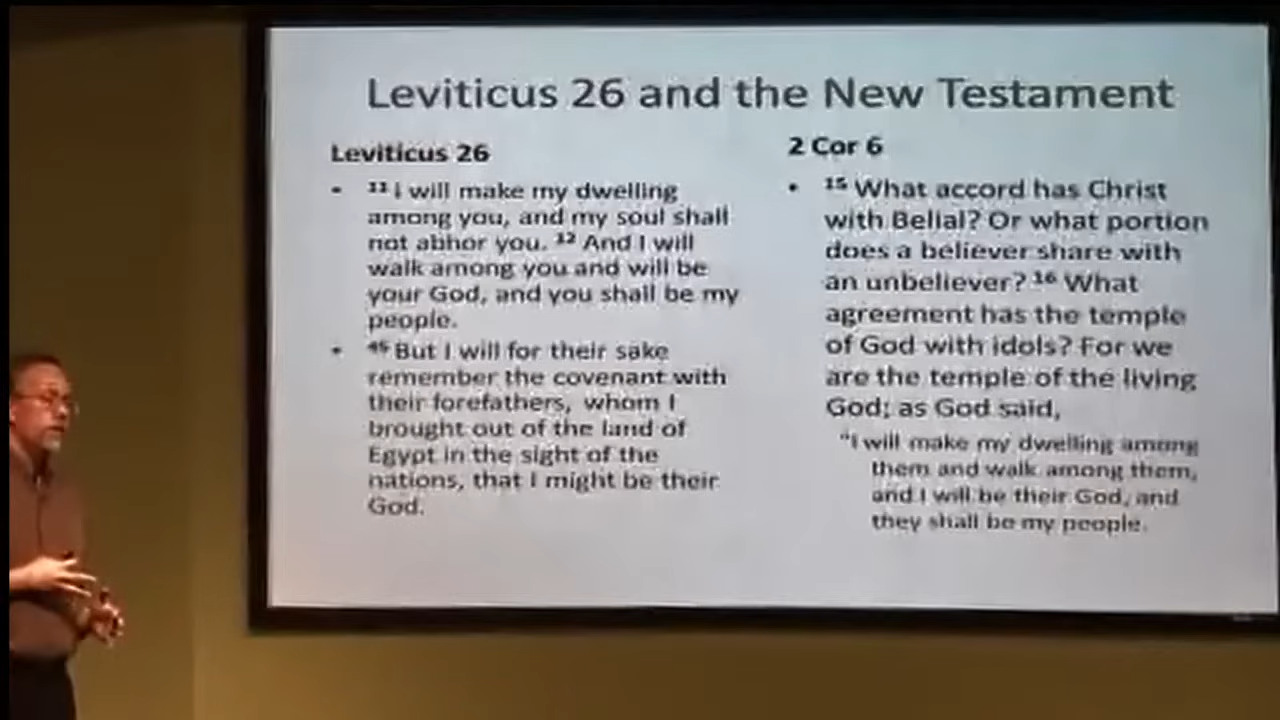 Leviticus 26 and the New Testament
Leviticus 26
• ¹¹ I will make my dwelling
among you, and my soul shall
not abhor you. ¹² And I will
walk among you and will be
your God, and you shall be my
people.
• ⁴⁵ But I will for their sake
remember the covenant with
their forefathers, whom I
brought out of the land of
Egypt in the sight of the
nations, that I might be their
God.
2 Cor 6
• ¹⁵ What accord has Christ
with Belial? Or what portion
does a believer share with
an unbeliever? ¹⁶ What
agreement has the temple
of God with idols? For we
are the temple of the living
God; as God said,
"I will make my dwelling among
them and walk among them,
and I will be their God, and
they shall be my people.